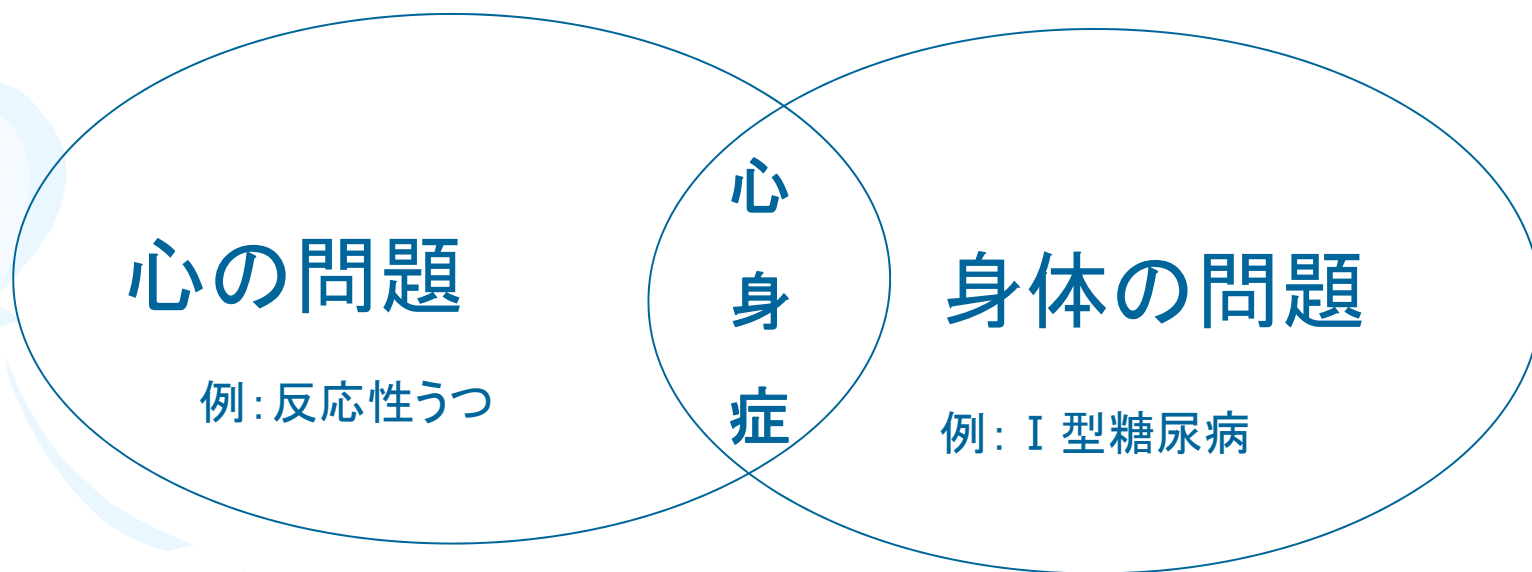 心の問題
例：反応性うつ
心身症
身体の問題
例：Ⅰ型糖尿病